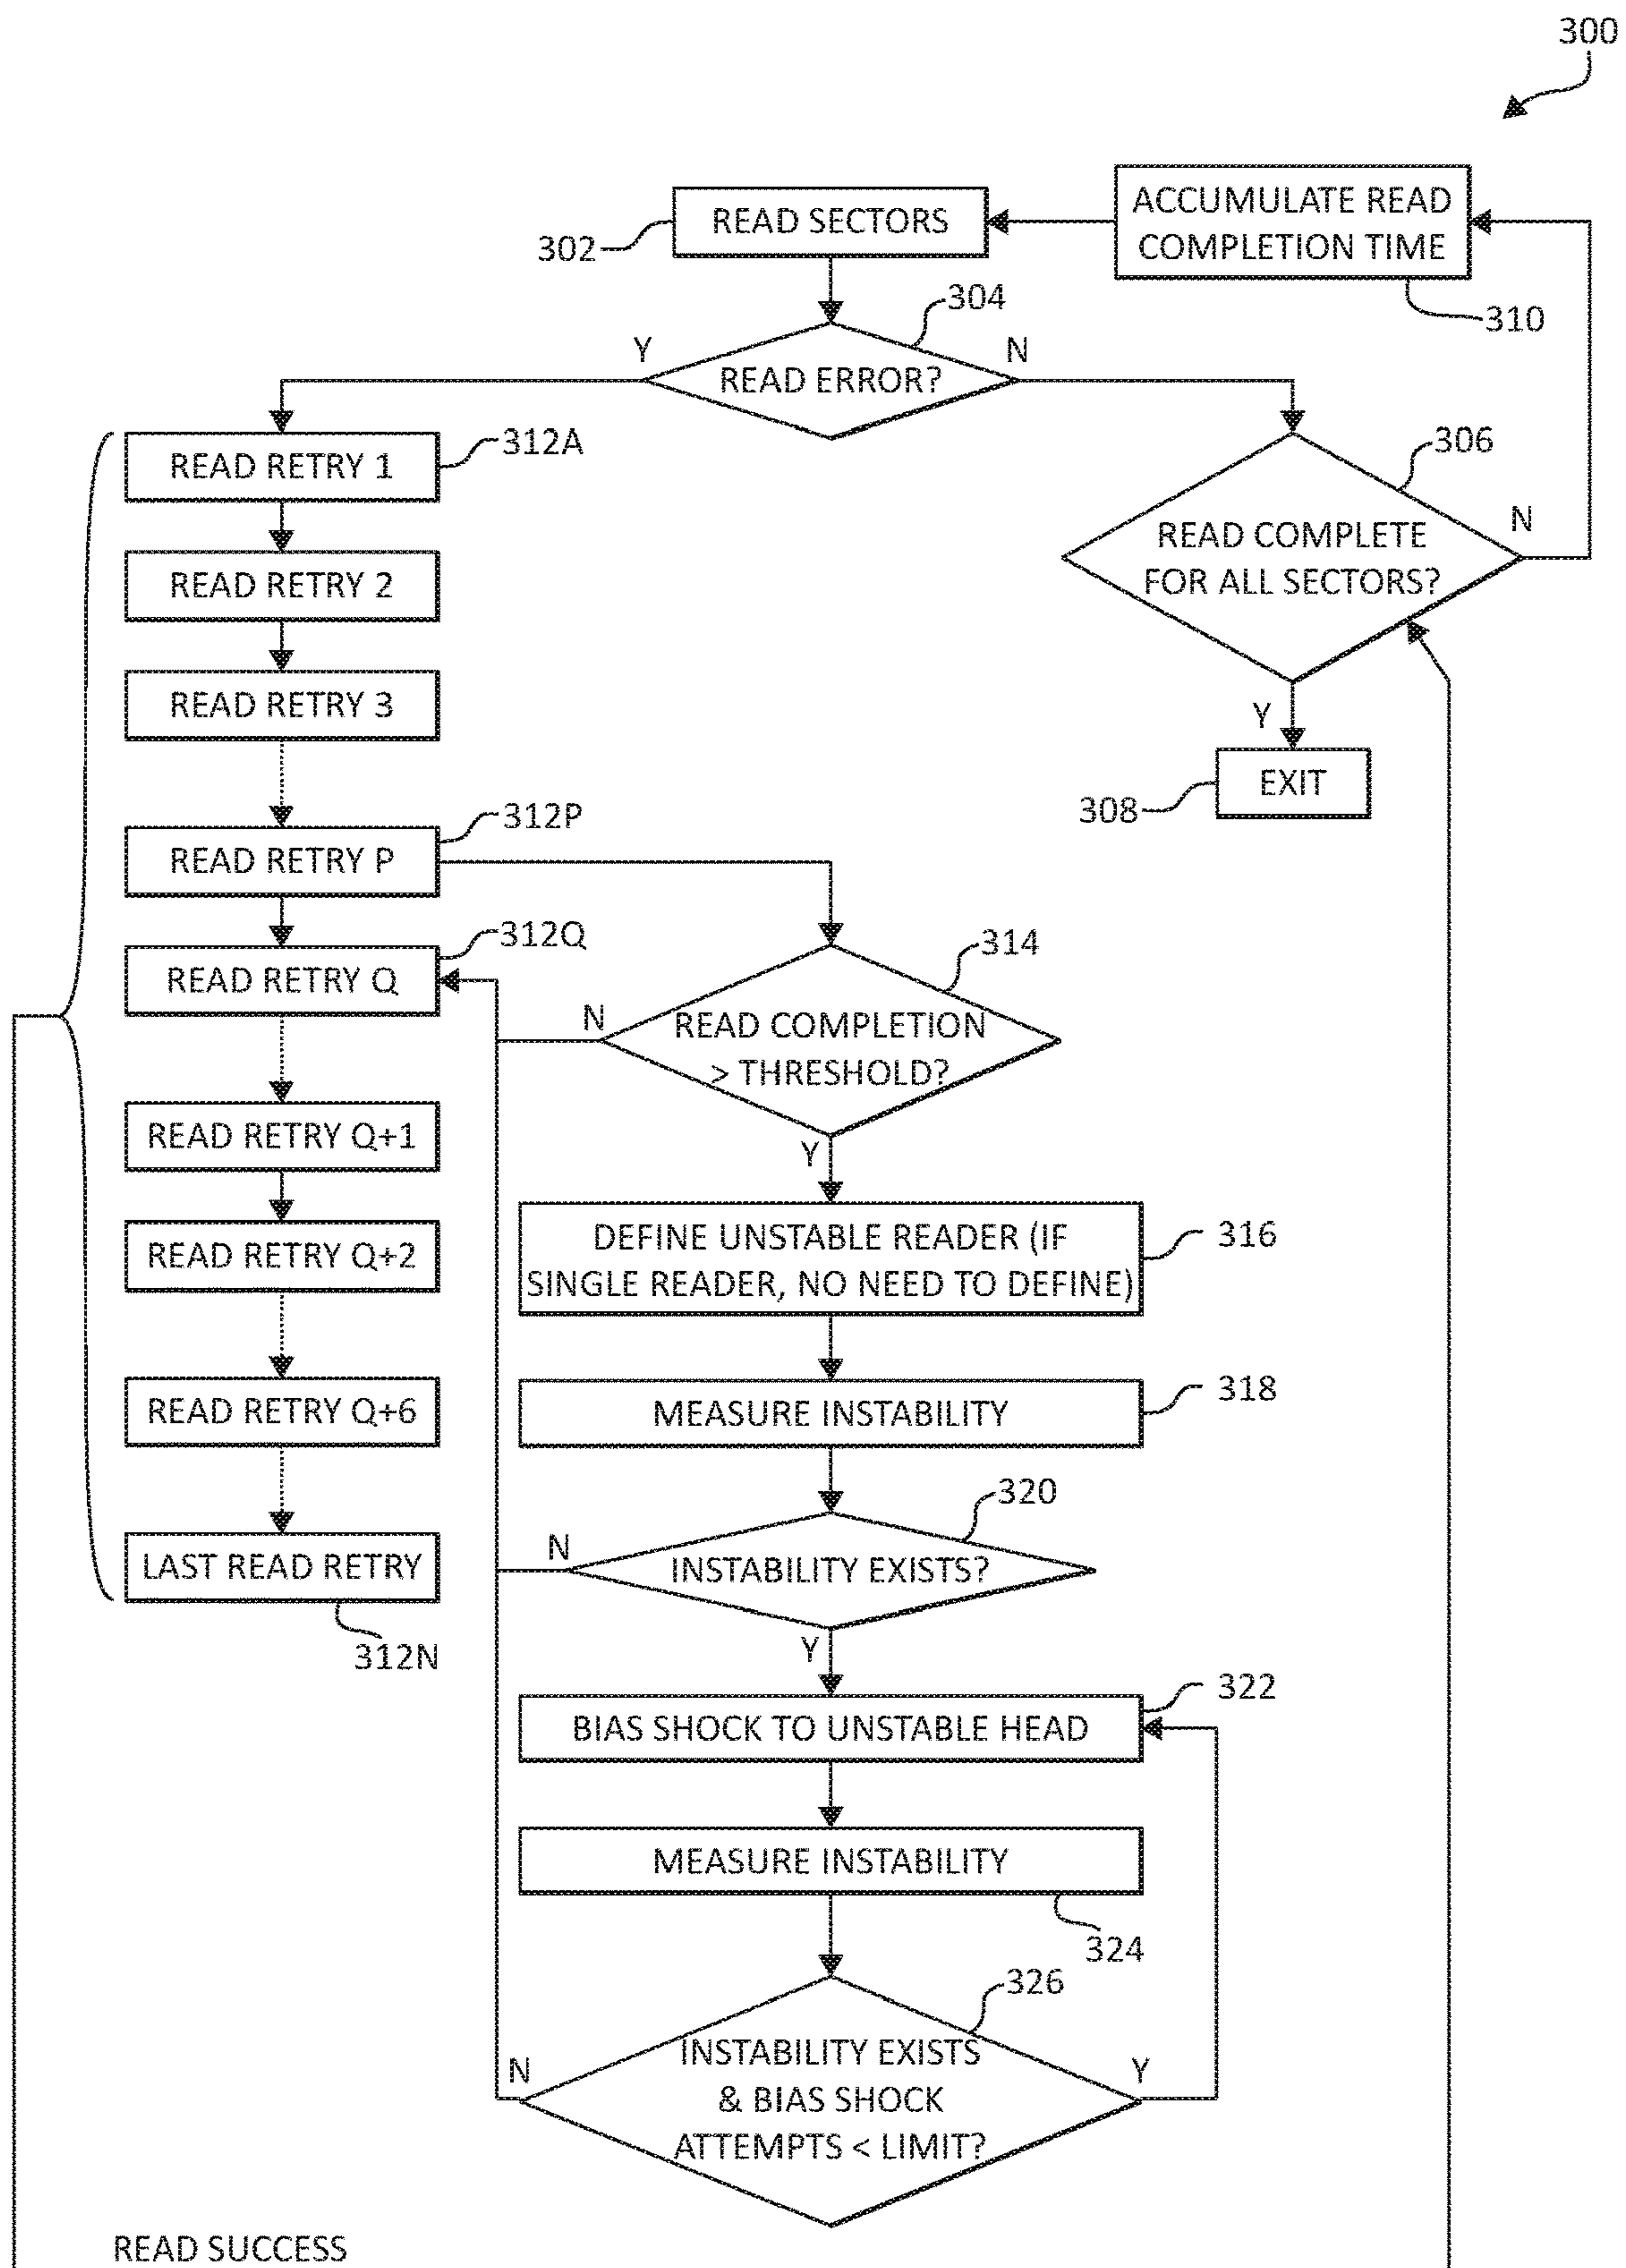 300
READ SECTORS
302
ACCUMULATE READ
COMPLETION TIME
310
304
Y
N
READ ERROR?
READ RETRY 1
312A
READ RETRY 2
READ RETRY 3
306
N
READ COMPLETE
FOR ALL SECTORS?
Y
EXIT
308
READ RETRY P
312P
READ RETRY Q
312Q
314
N
READ COMPLETION
> THRESHOLD?
Y
READ RETRY Q+1
READ RETRY Q+2
READ RETRY Q+6
LAST READ RETRY
312N
DEFINE UNSTABLE READER (IF
SINGLE READER, NO NEED TO DEFINE)
316
MEASURE INSTABILITY
318
320
N
INSTABILITY EXISTS?
Y
322
BIAS SHOCK TO UNSTABLE HEAD
MEASURE INSTABILITY
324
326
INSTABILITY EXISTS
& BIAS SHOCK
ATTEMPTS < LIMIT?
N
Y
READ SUCCESS